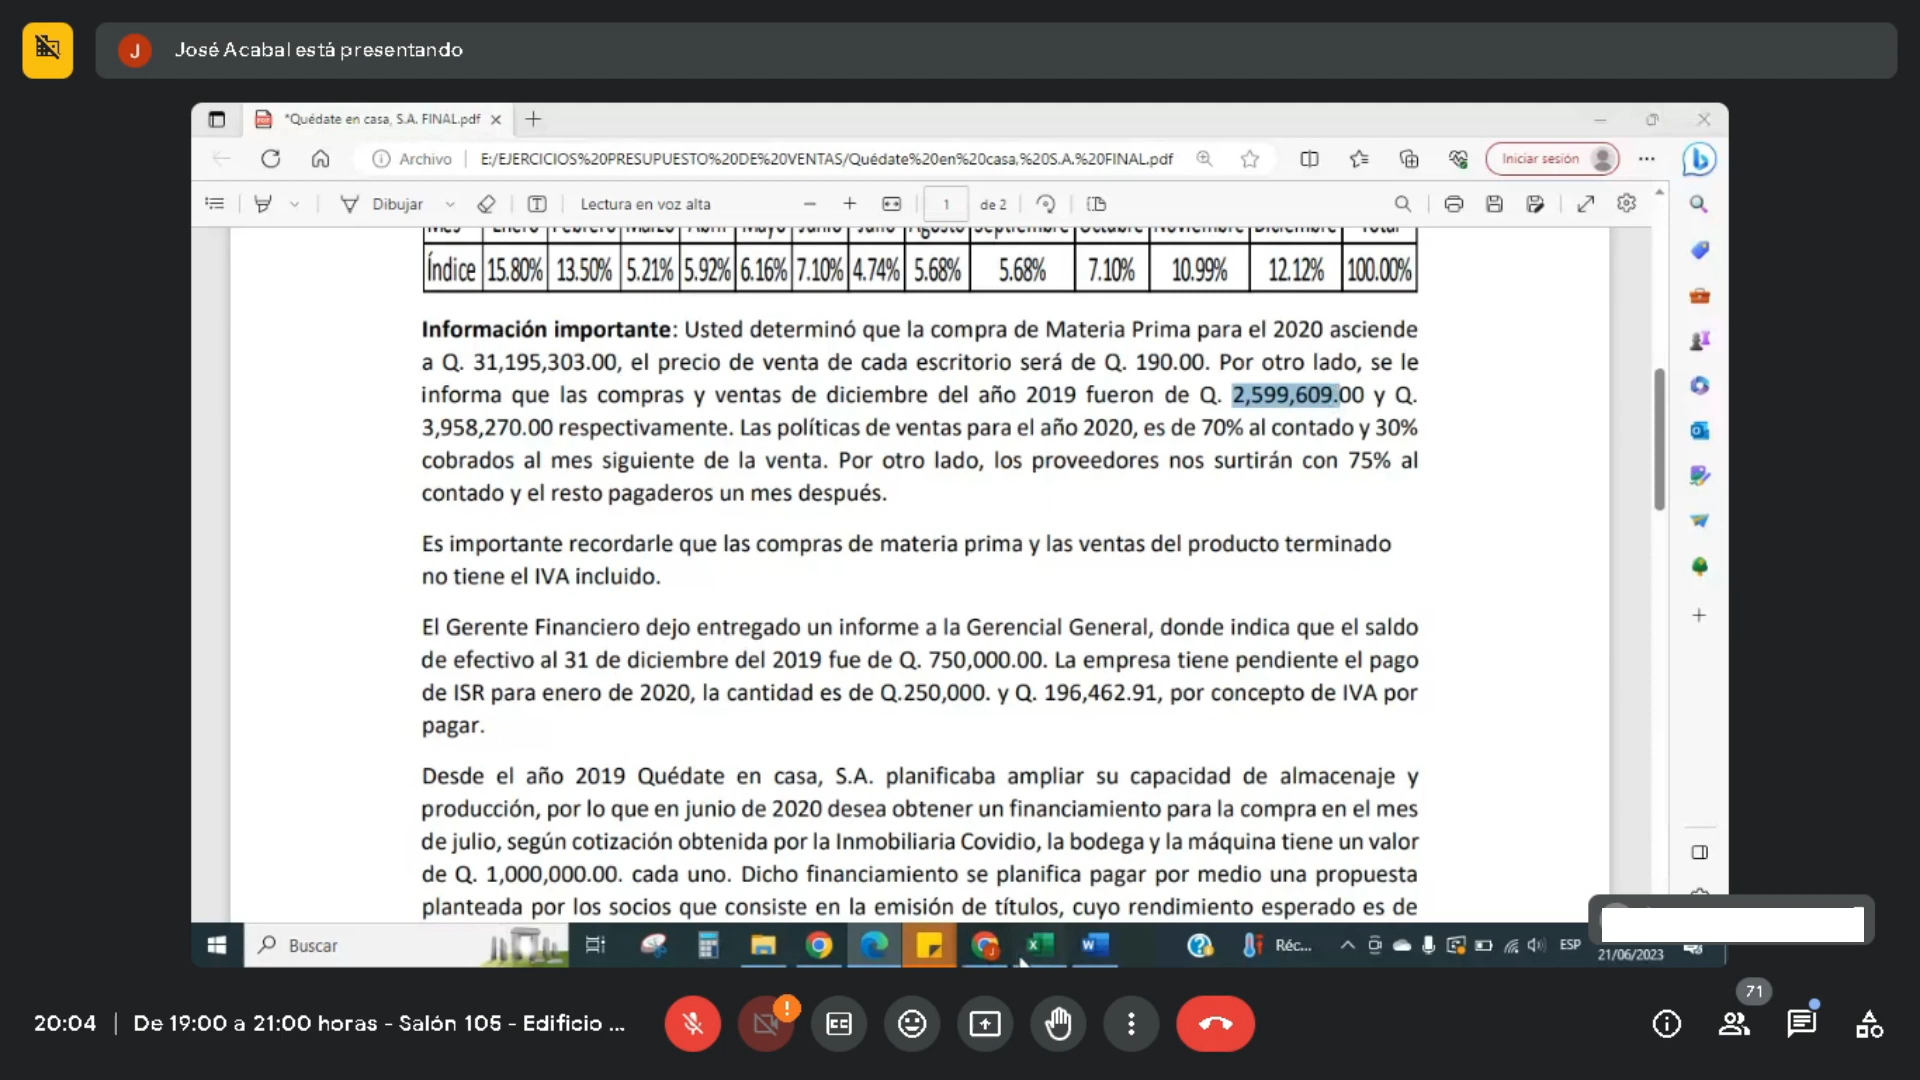 J José Acabal está presentando
*Quédate en casa, S.A. FINAL.pdf
Archivo E:/EJERCICIOS%20PRESUPUESTO%20DE%20VENTAS/Quédate%20en%20casa,%20S.A.%20FINAL.pdf
Iniciar sesión
Dibujar Lectura en voz alta 1 de 2
Mes Enero Febrero Marzo Abril Mayo Junio Julio Agosto Septiembre Octubre Noviembre Diciembre Total
Índice 15.80% 13.50% 5.21% 5.92% 6.16% 7.10% 4.74% 5.68% 5.68% 7.10% 10.99% 12.12% 100.00%
Información importante: Usted determinó que la compra de Materia Prima para el 2020 asciende
a Q. 31,195,303.00, el precio de venta de cada escritorio será de Q. 190.00. Por otro lado, se le
informa que las compras y ventas de diciembre del año 2019 fueron de Q. 2,599,609.00 y Q.
3,958,270.00 respectivamente. Las políticas de ventas para el año 2020, es de 70% al contado y 30%
cobrados al mes siguiente de la venta. Por otro lado, los proveedores nos surtirán con 75% al
contado y el resto pagaderos un mes después.
Es importante recordarle que las compras de materia prima y las ventas del producto terminado
no tiene el IVA incluido.
El Gerente Financiero dejo entregado un informe a la Gerencial General, donde indica que el saldo
de efectivo al 31 de diciembre del 2019 fue de Q. 750,000.00. La empresa tiene pendiente el pago
de ISR para enero de 2020, la cantidad es de Q.250,000. y Q. 196,462.91, por concepto de IVA por
pagar.
Desde el año 2019 Quédate en casa, S.A. planificaba ampliar su capacidad de almacenaje y
producción, por lo que en junio de 2020 desea obtener un financiamiento para la compra en el mes
de julio, según cotización obtenida por la Inmobiliaria Covidio, la bodega y la máquina tiene un valor
de Q. 1,000,000.00. cada uno. Dicho financiamiento se planifica pagar por medio una propuesta
planteada por los socios que consiste en la emisión de títulos, cuyo rendimiento esperado es de
Buscar Réc... ESP
21/06/2023
71
20:04 | De 19:00 a 21:00 horas - Salón 105 - Edificio ...